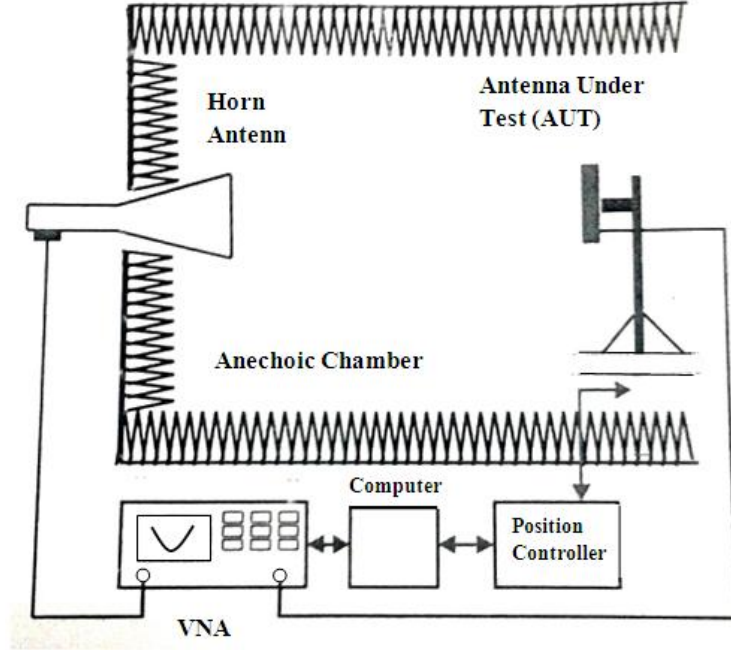 Horn
Antenn
Antenna Under
Test (AUT)
Anechoic Chamber
Computer
Position
Controller
VNA